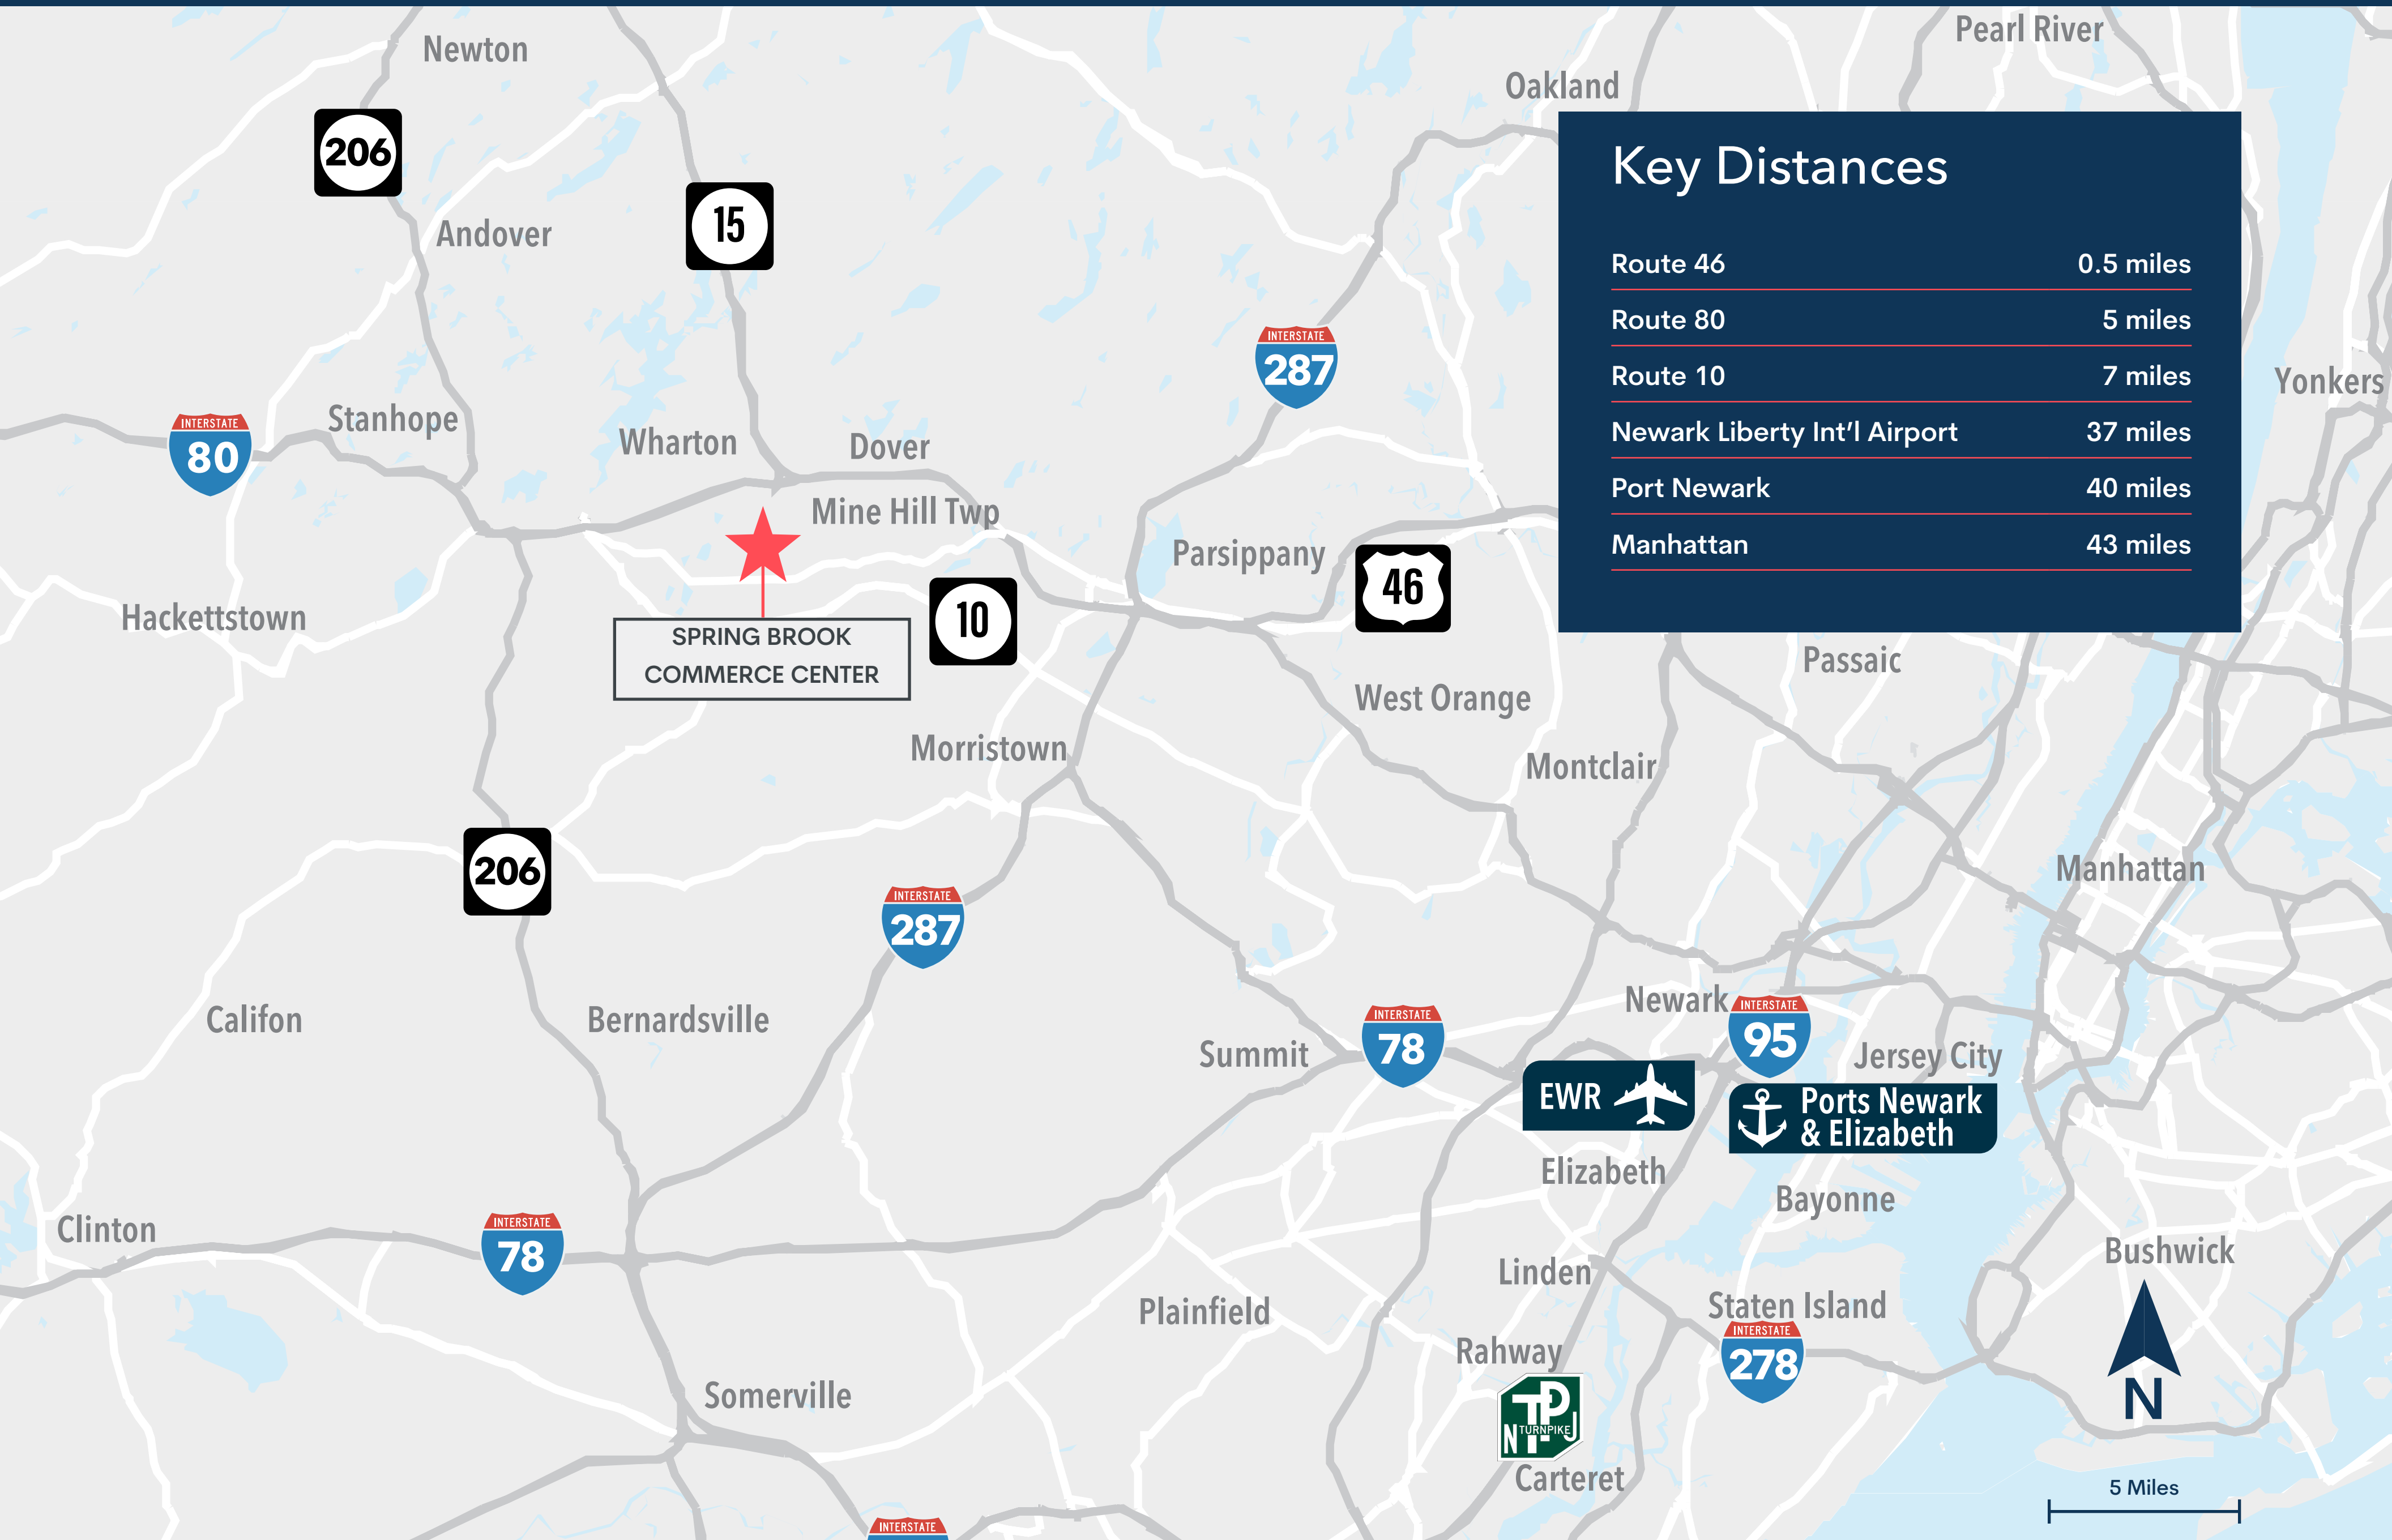 Pearl River
Newton
Oakland
206
Key Distances
15
Andover
Route 46 0.5 miles
Route 80 5 miles
INTERSTATE
287
Route 10 7 miles
Yonkers
Stanhope
INTERSTATE
80
Wharton
Dover
Newark Liberty Int'l Airport 37 miles
Port Newark 40 miles
Mine Hill Twp
Manhattan 43 miles
Parsippany
46
Hackettstown
10
SPRING BROOK
COMMERCE CENTER
Passaic
West Orange
Morristown
Montclair
206
Manhattan
INTERSTATE
287
Newark
INTERSTATE
95
Califon
Bernardsville
INTERSTATE
78
Summit
Jersey City
EWR
Ports Newark
& Elizabeth
Elizabeth
Bayonne
Clinton
INTERSTATE
78
Bushwick
Linden
Staten Island
Plainfield
INTERSTATE
278
Rahway
N
Somerville
TP
N TURNPIKE J
Carteret
5 Miles
INTERSTATE